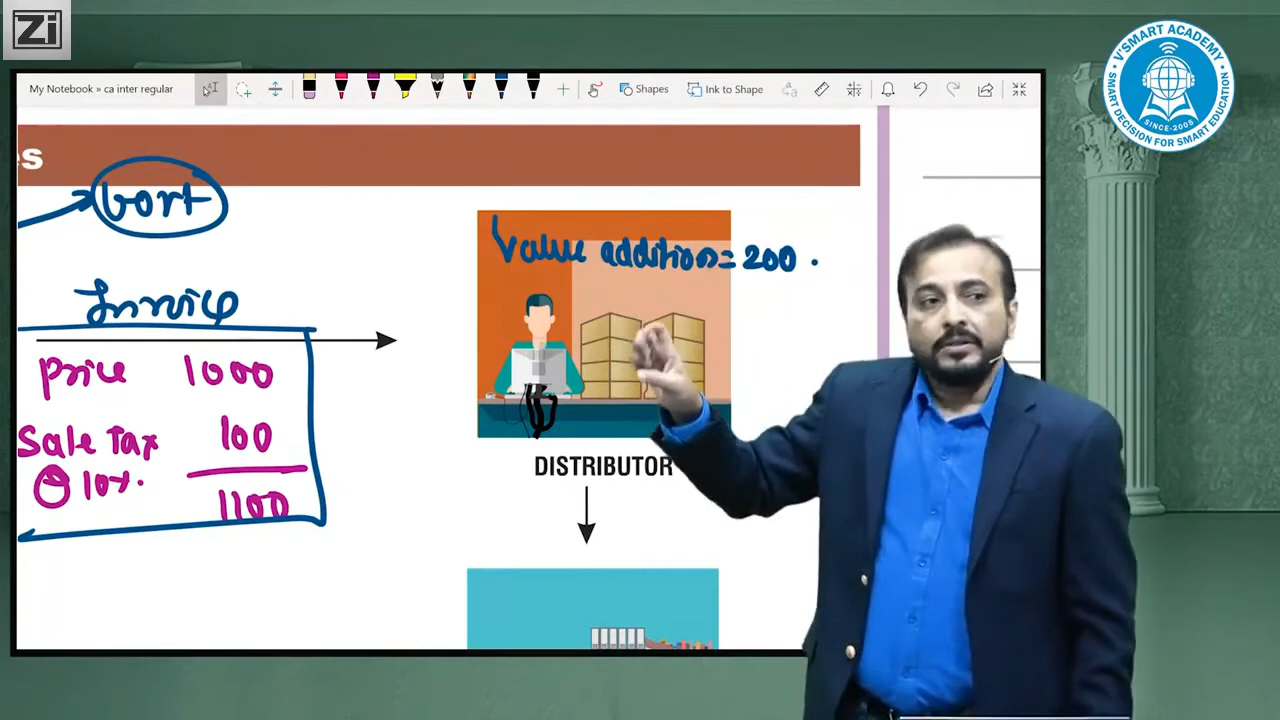 Zi
My Notebook » ca inter regular
Shapes
Ink to Shape
V'SMART ACADEMY
SINCE-2005
SMART DECISION FOR SMART EDUCATION
s
Govt
Value addition = 200.
Invoice
Price 1000
Sale Tax 100
@ 10%.
1100
DISTRIBUTOR